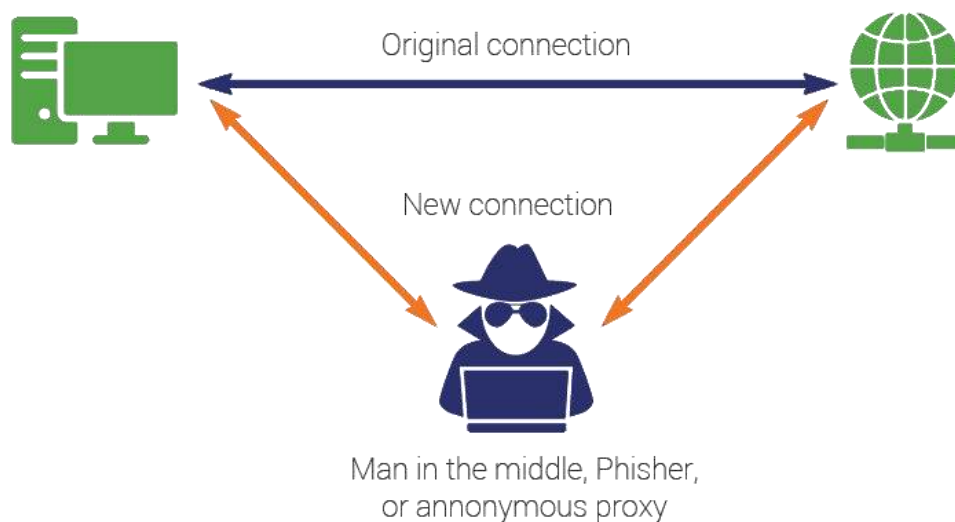 Original connection
New connection
Man in the middle, Phisher,
or annonymous proxy